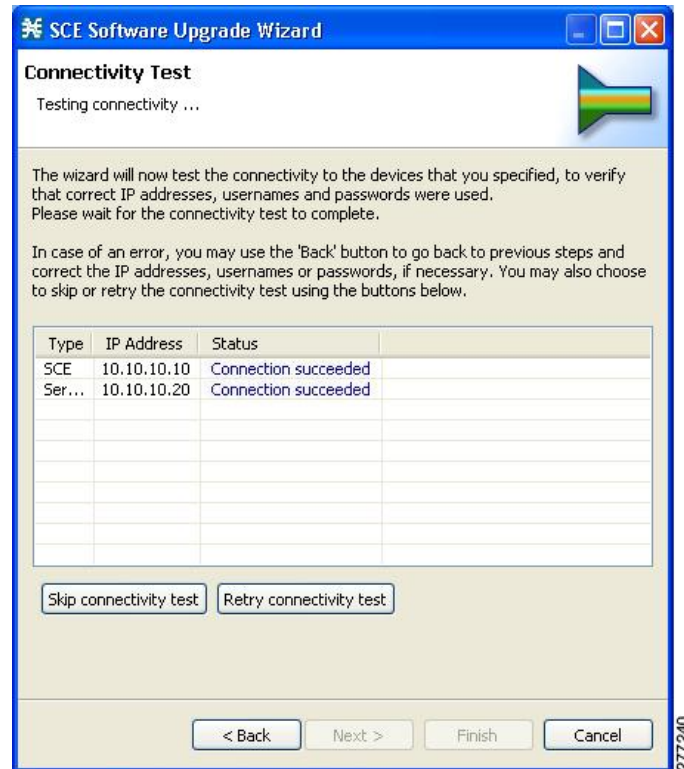 SCE Software Upgrade Wizard
Connectivity Test
Testing connectivity ...
The wizard will now test the connectivity to the devices that you specified, to verify
that correct IP addresses, usernames and passwords were used.
Please wait for the connectivity test to complete.
In case of an error, you may use the 'Back' button to go back to previous steps and
correct the IP addresses, usernames or passwords, if necessary. You may also choose
to skip or retry the connectivity test using the buttons below.
Type IP Address Status
SCE 10.10.10.10 Connection succeeded
Ser... 10.10.10.20 Connection succeeded
Skip connectivity test Retry connectivity test
< Back Next > Finish Cancel
277240